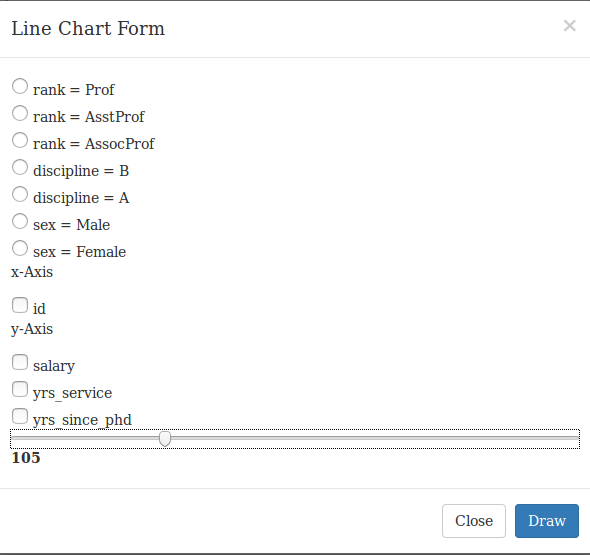 Line Chart Form
×
rank = Prof
rank = AsstProf
rank = AssocProf
discipline = B
discipline = A
sex = Male
sex = Female
x-Axis
id
y-Axis
salary
yrs_service
yrs_since_phd
105
Close Draw